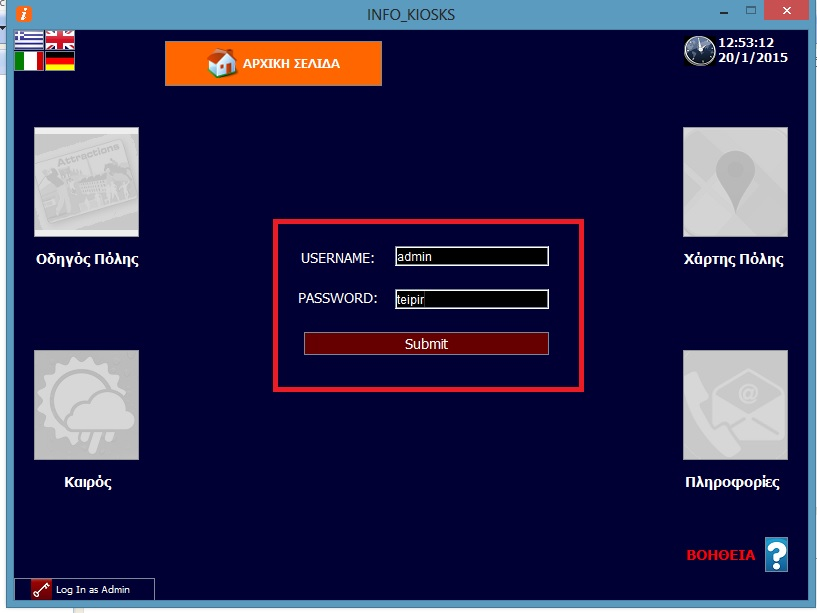 INFO_KIOSKS
ΑΡΧΙΚΗ ΣΕΛΙΔΑ
12:53:12
20/1/2015
Attractions
Οδηγός Πόλης
Χάρτης Πόλης
USERNAME: admin
PASSWORD: teipir
Submit
Καιρός
Πληροφορίες
ΒΟΗΘΕΙΑ
Log In as Admin